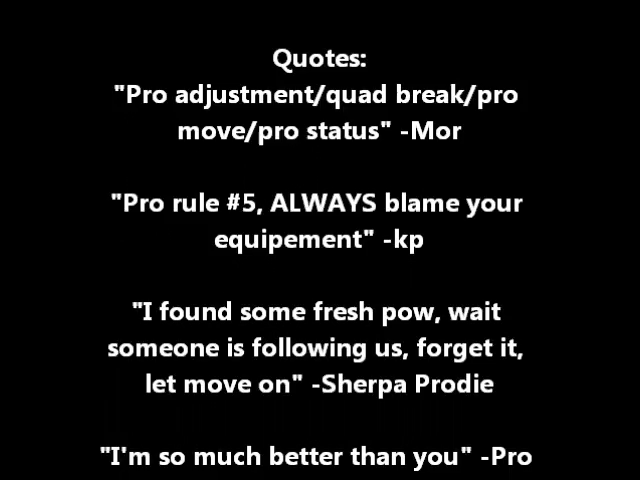 Quotes:
"Pro adjustment/quad break/pro
move/pro status" -Mor
"Pro rule #5, ALWAYS blame your
equipement" -kp
"I found some fresh pow, wait
someone is following us, forget it,
let move on" -Sherpa Prodie
"I'm so much better than you" -Pro